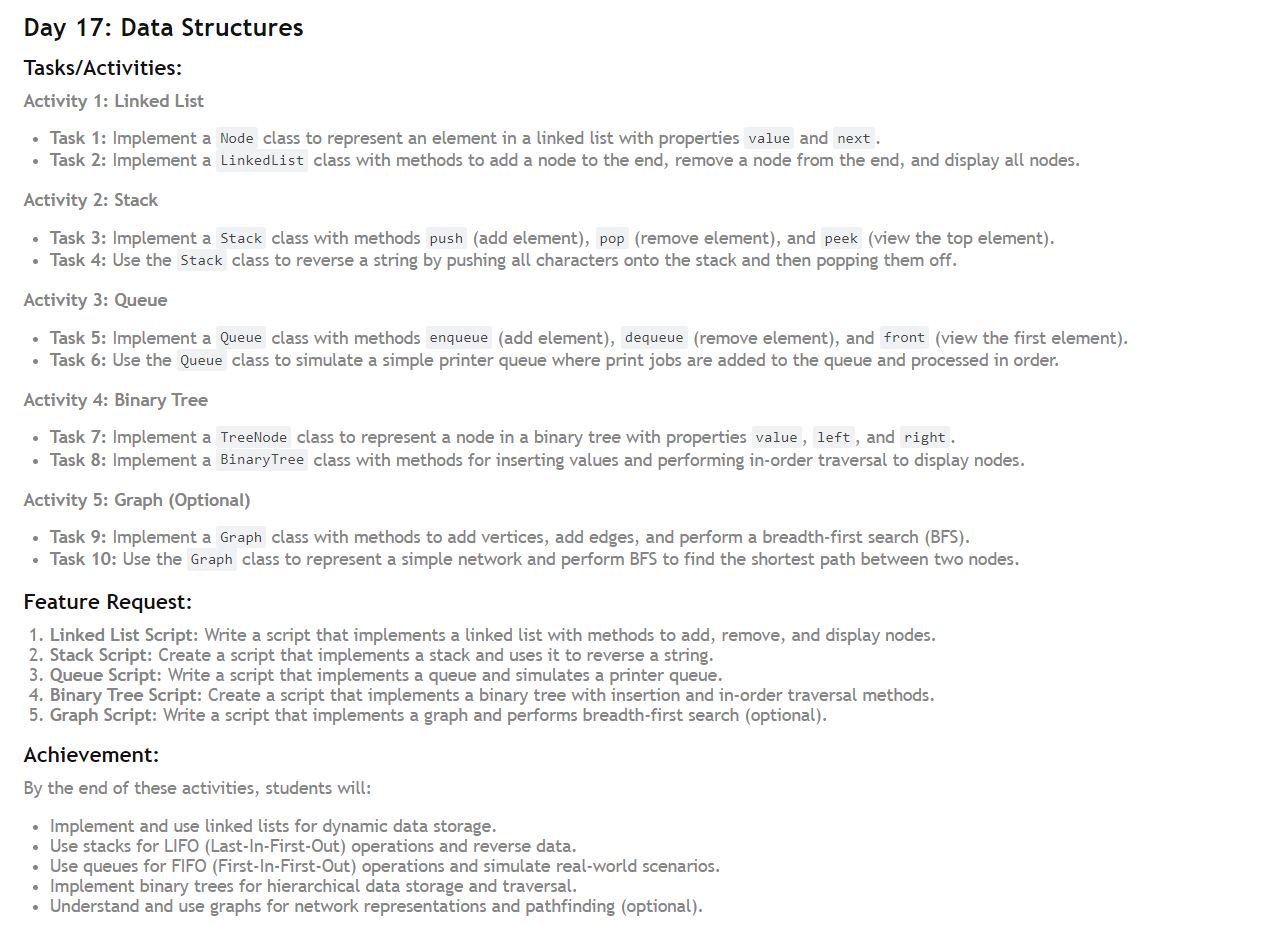 Day 17: Data Structures
Tasks/Activities:
Activity 1: Linked List
• Task 1: Implement a Node class to represent an element in a linked list with properties value and next.
• Task 2: Implement a LinkedList class with methods to add a node to the end, remove a node from the end, and display all nodes.
Activity 2: Stack
• Task 3: Implement a Stack class with methods push (add element), pop (remove element), and peek (view the top element).
• Task 4: Use the Stack class to reverse a string by pushing all characters onto the stack and then popping them off.
Activity 3: Queue
• Task 5: Implement a Queue class with methods enqueue (add element), dequeue (remove element), and front (view the first element).
• Task 6: Use the Queue class to simulate a simple printer queue where print jobs are added to the queue and processed in order.
Activity 4: Binary Tree
• Task 7: Implement a TreeNode class to represent a node in a binary tree with properties value, left, and right.
• Task 8: Implement a BinaryTree class with methods for inserting values and performing in-order traversal to display nodes.
Activity 5: Graph (Optional)
• Task 9: Implement a Graph class with methods to add vertices, add edges, and perform a breadth-first search (BFS).
• Task 10: Use the Graph class to represent a simple network and perform BFS to find the shortest path between two nodes.
Feature Request:
1. Linked List Script: Write a script that implements a linked list with methods to add, remove, and display nodes.
2. Stack Script: Create a script that implements a stack and uses it to reverse a string.
3. Queue Script: Write a script that implements a queue and simulates a printer queue.
4. Binary Tree Script: Create a script that implements a binary tree with insertion and in-order traversal methods.
5. Graph Script: Write a script that implements a graph and performs breadth-first search (optional).
Achievement:
By the end of these activities, students will:
• Implement and use linked lists for dynamic data storage.
• Use stacks for LIFO (Last-In-First-Out) operations and reverse data.
• Use queues for FIFO (First-In-First-Out) operations and simulate real-world scenarios.
• Implement binary trees for hierarchical data storage and traversal.
• Understand and use graphs for network representations and pathfinding (optional).